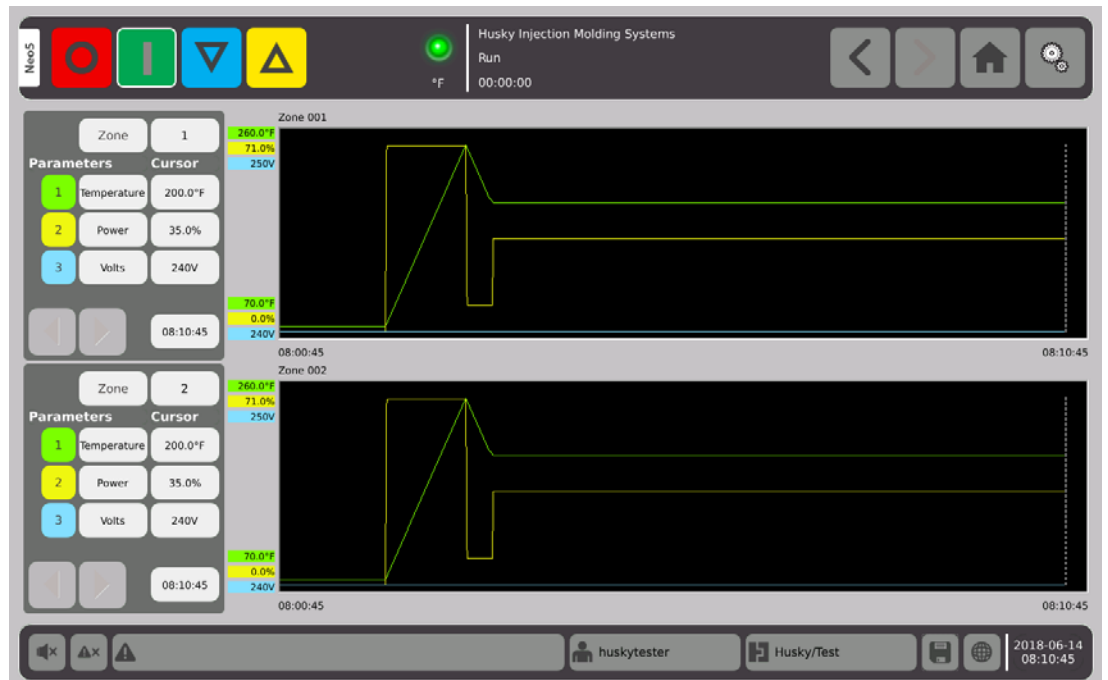 NeoS
°F
Husky Injection Molding Systems
Run
00:00:00
Zone 1
Parameters Cursor
1 Temperature 200.0°F
2 Power 35.0%
3 Volts 240V
08:10:45
Zone 001
260.0°F
71.0%
250V
70.0°F
0.0%
240V
08:00:45 08:10:45
Zone 2
Parameters Cursor
1 Temperature 200.0°F
2 Power 35.0%
3 Volts 240V
08:10:45
Zone 002
260.0°F
71.0%
250V
70.0°F
0.0%
240V
08:00:45 08:10:45
huskytester
Husky/Test
2018-06-14
08:10:45